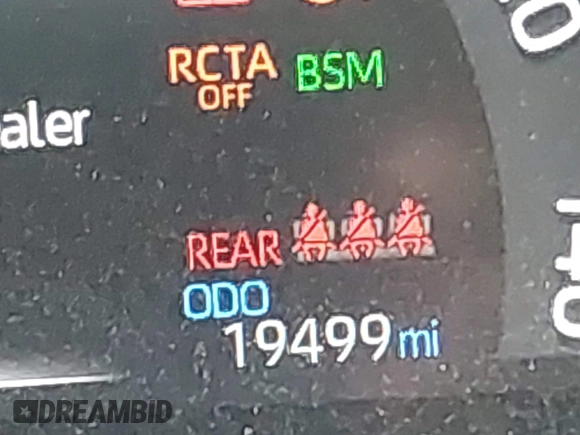 RCTA BSM
OFF
aler
REAR
ODO
19499 mi
DREAMBID